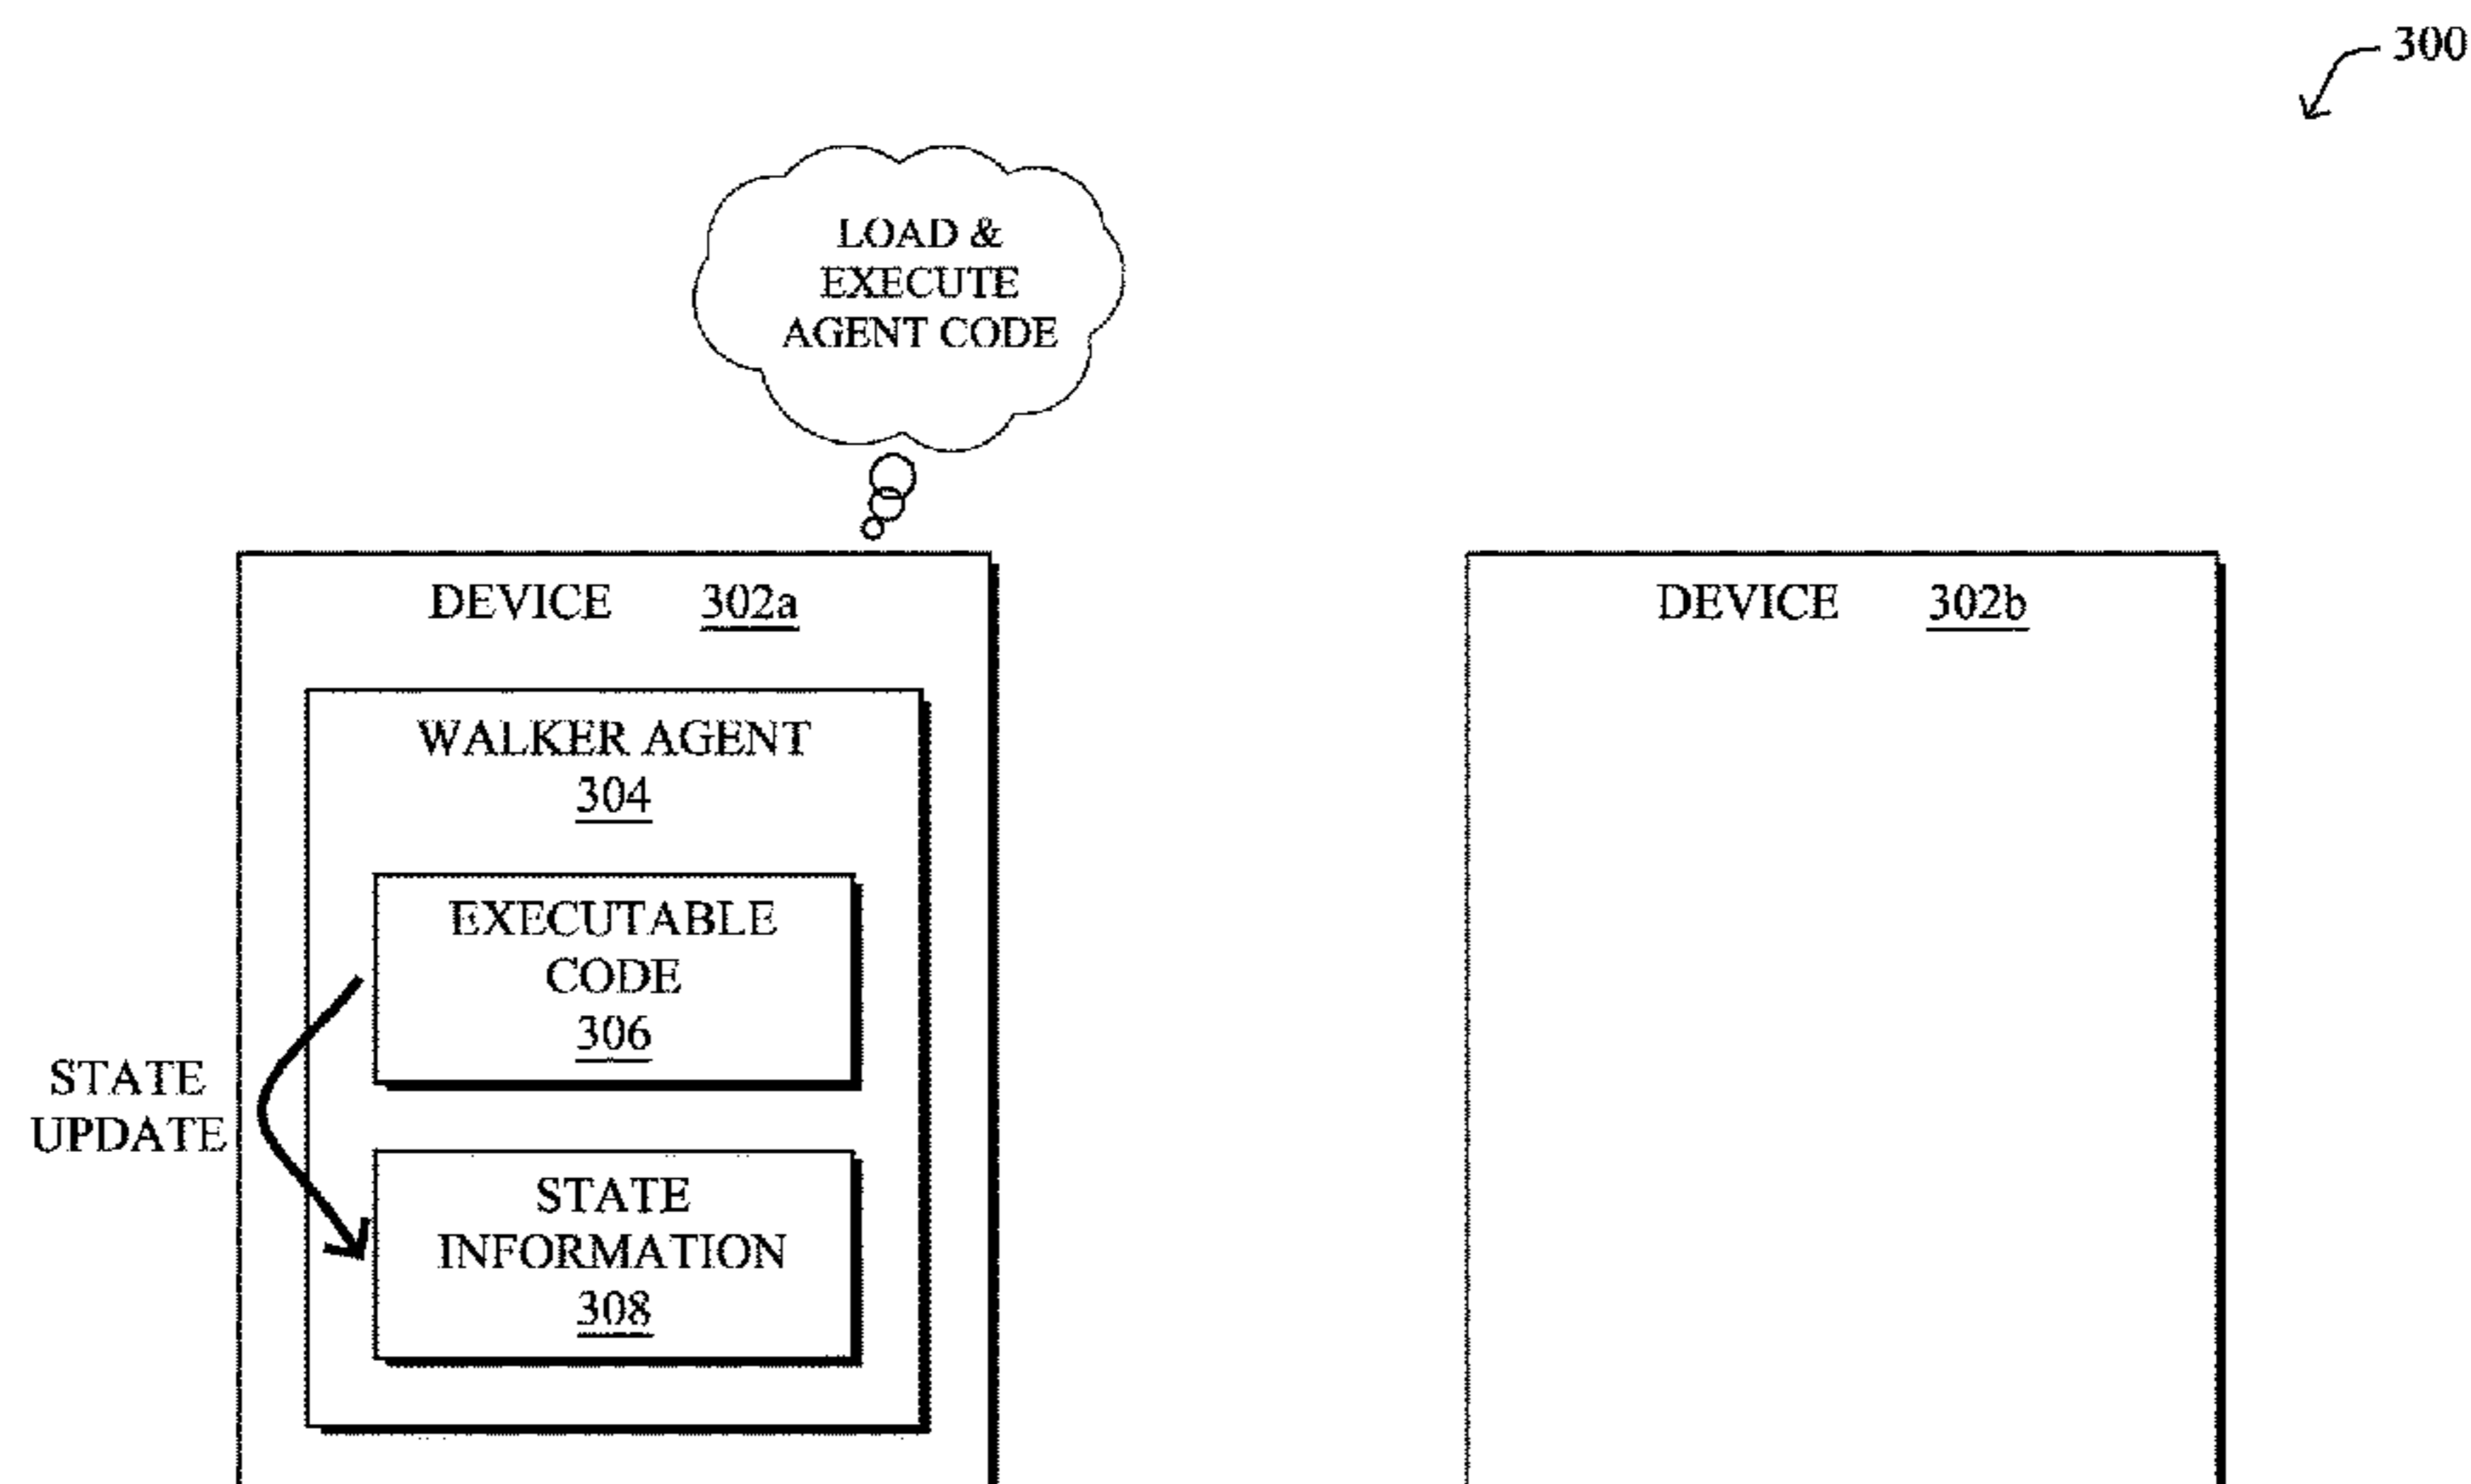 300
LOAD &
EXECUTE
AGENT CODE
DEVICE 302a
WALKER AGENT
304
EXECUTABLE
CODE
306
STATE
UPDATE
STATE
INFORMATION
308
DEVICE 302b